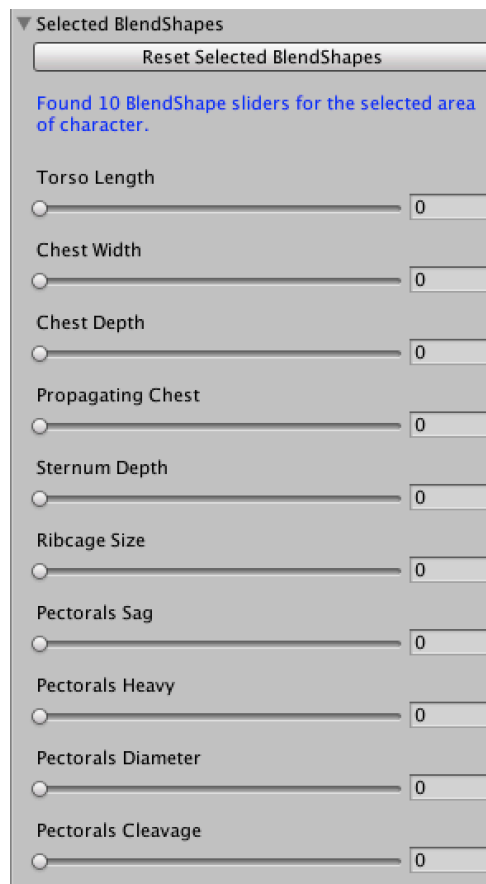 Selected BlendShapes
Reset Selected BlendShapes
Found 10 BlendShape sliders for the selected area
of character.
Torso Length
0
Chest Width
0
Chest Depth
0
Propagating Chest
0
Sternum Depth
0
Ribcage Size
0
Pectorals Sag
0
Pectorals Heavy
0
Pectorals Diameter
0
Pectorals Cleavage
0